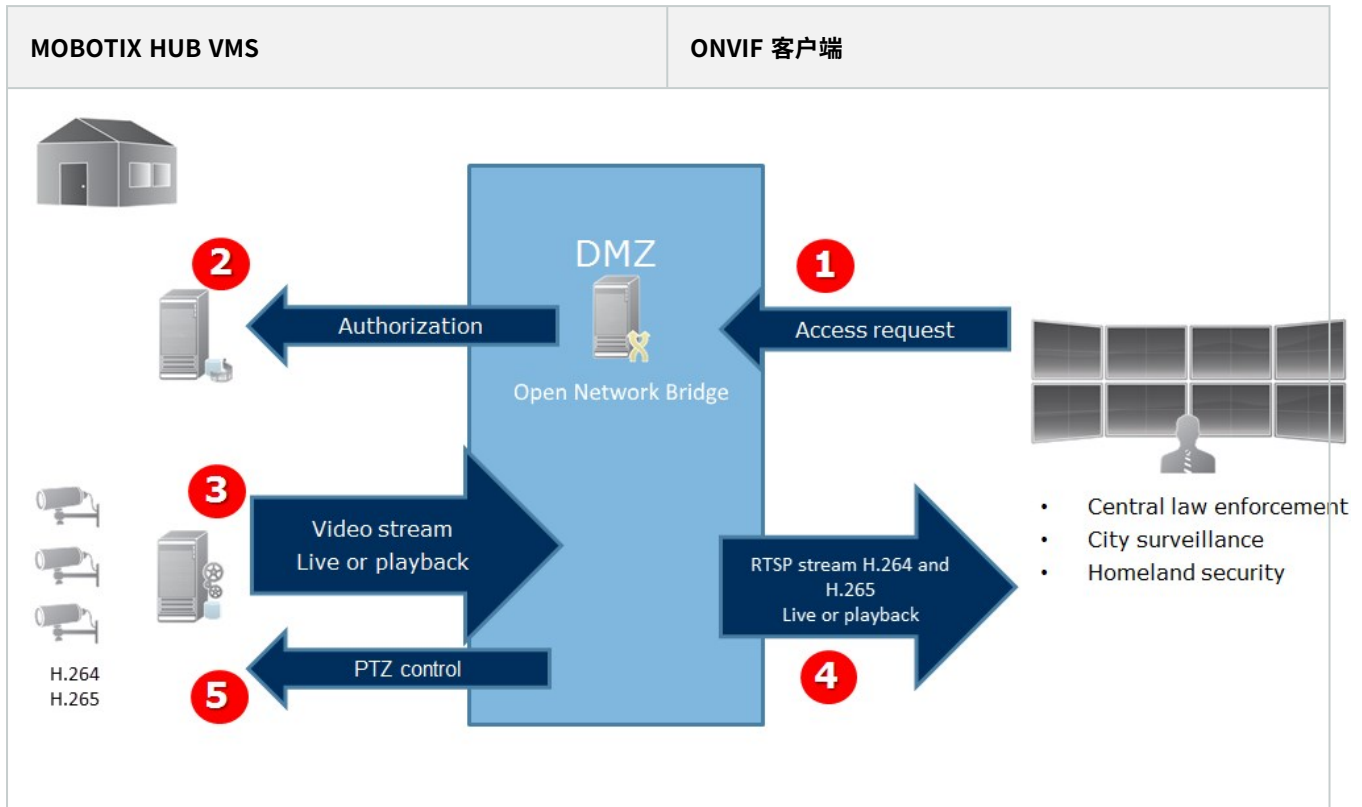 MOBOTIX HUB VMS
ONVIF 客户端
DMZ
Open Network Bridge
1
Access request
2
Authorization
3
Video stream
Live or playback
RTSP stream H.264 and
H.265
Live or playback
4
PTZ control
5
H.264
H.265
• Central law enforcement
• City surveillance
• Homeland security